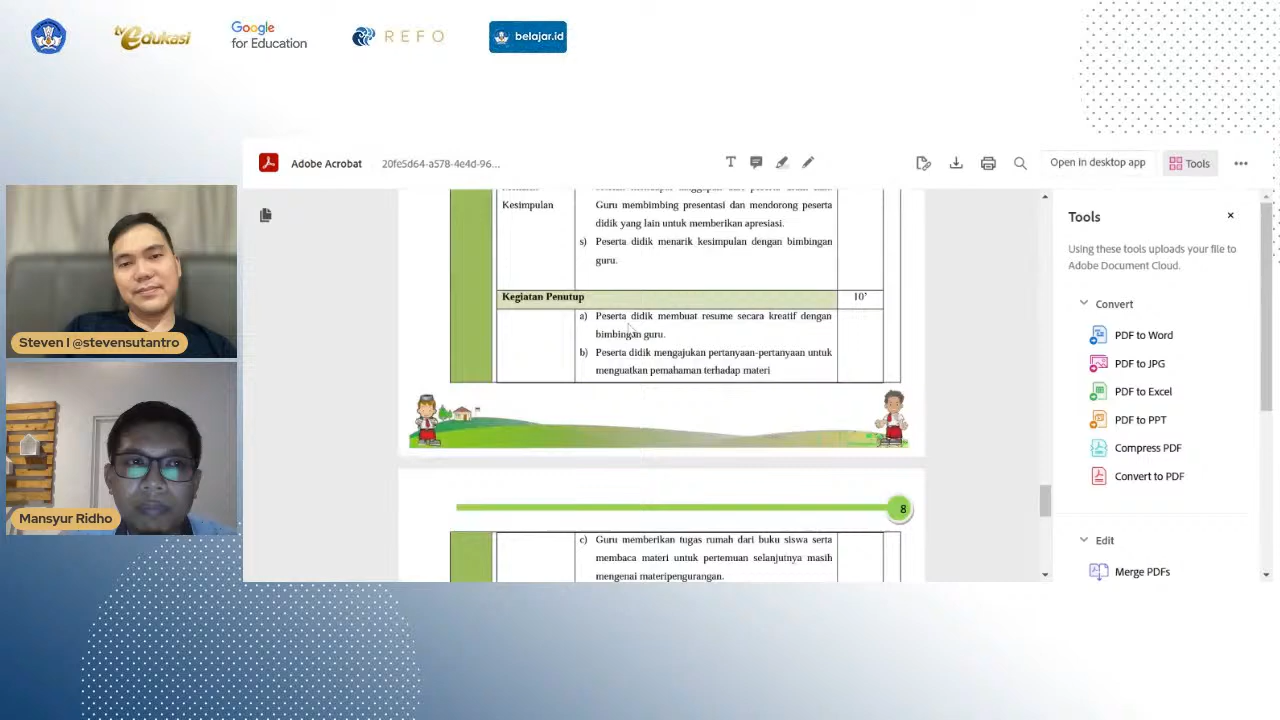 tv edukasi
Google
for Education
REFO
belajar.id
Adobe Acrobat
20fe5d64-a578-4e4d-96...
Open in desktop app
Tools
Kesimpulan
Guru membimbing presentasi dan mendorong peserta
didik yang lain untuk memberikan apresiasi.
s) Peserta didik menarik kesimpulan dengan bimbingan
guru.
Kegiatan Penutup
10’
a) Peserta didik membuat resume secara kreatif dengan
bimbingan guru.
b) Peserta didik mengajukan pertanyaan-pertanyaan untuk
menguatkan pemahaman terhadap materi
8
c) Guru memberikan tugas rumah dari buku siswa serta
membaca materi untuk pertemuan selanjutnya masih
mengenai materipengurangan.
Tools
Using these tools uploads your file to
Adobe Document Cloud.
Convert
PDF to Word
PDF to JPG
PDF to Excel
PDF to PPT
Compress PDF
Convert to PDF
Edit
Merge PDFs
Steven I @stevensutantro
Mansyur Ridho